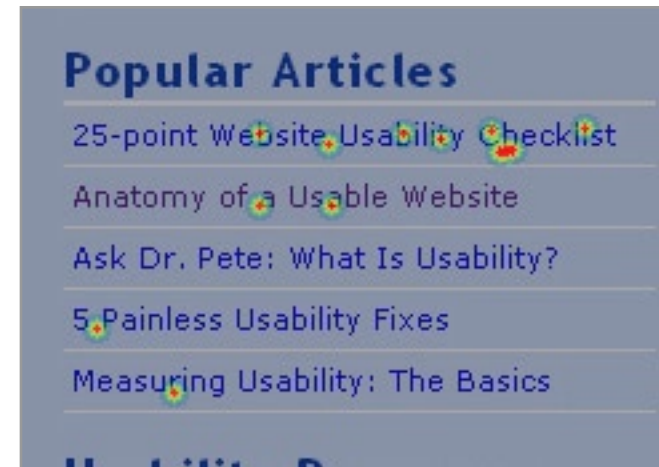 Popular Articles
25-point Website Usability Checklist
Anatomy of a Usable Website
Ask Dr. Pete: What Is Usability?
5 Painless Usability Fixes
Measuring Usability: The Basics